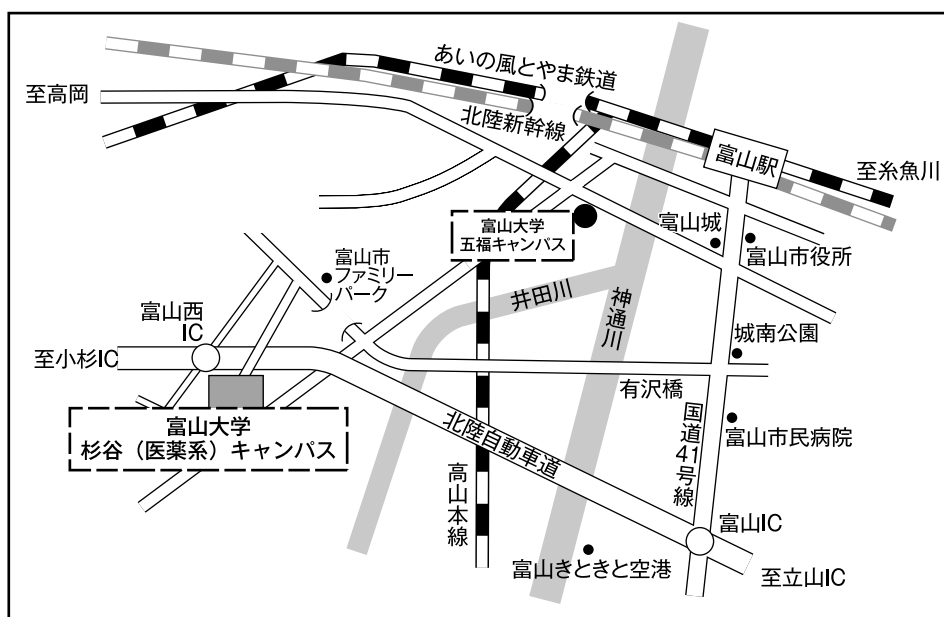 あいの風とやま鉄道
至高岡
北陸新幹線
富山駅
至糸魚川
富山大学
五福キャンパス
富山城
富山市役所
富山市
ファミリー
パーク
井田川
神通川
富山西
IC
城南公園
至小杉IC
有沢橋
富山大学
杉谷（医薬系）キャンパス
北陸自動車道
国道41号線
富山市民病院
高山本線
富山IC
富山きときと空港
至立山IC